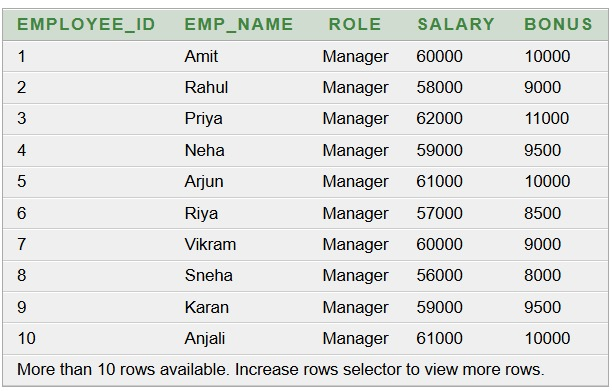 EMPLOYEE_ID EMP_NAME ROLE SALARY BONUS
1 Amit Manager 60000 10000
2 Rahul Manager 58000 9000
3 Priya Manager 62000 11000
4 Neha Manager 59000 9500
5 Arjun Manager 61000 10000
6 Riya Manager 57000 8500
7 Vikram Manager 60000 9000
8 Sneha Manager 56000 8000
9 Karan Manager 59000 9500
10 Anjali Manager 61000 10000
More than 10 rows available. Increase rows selector to view more rows.